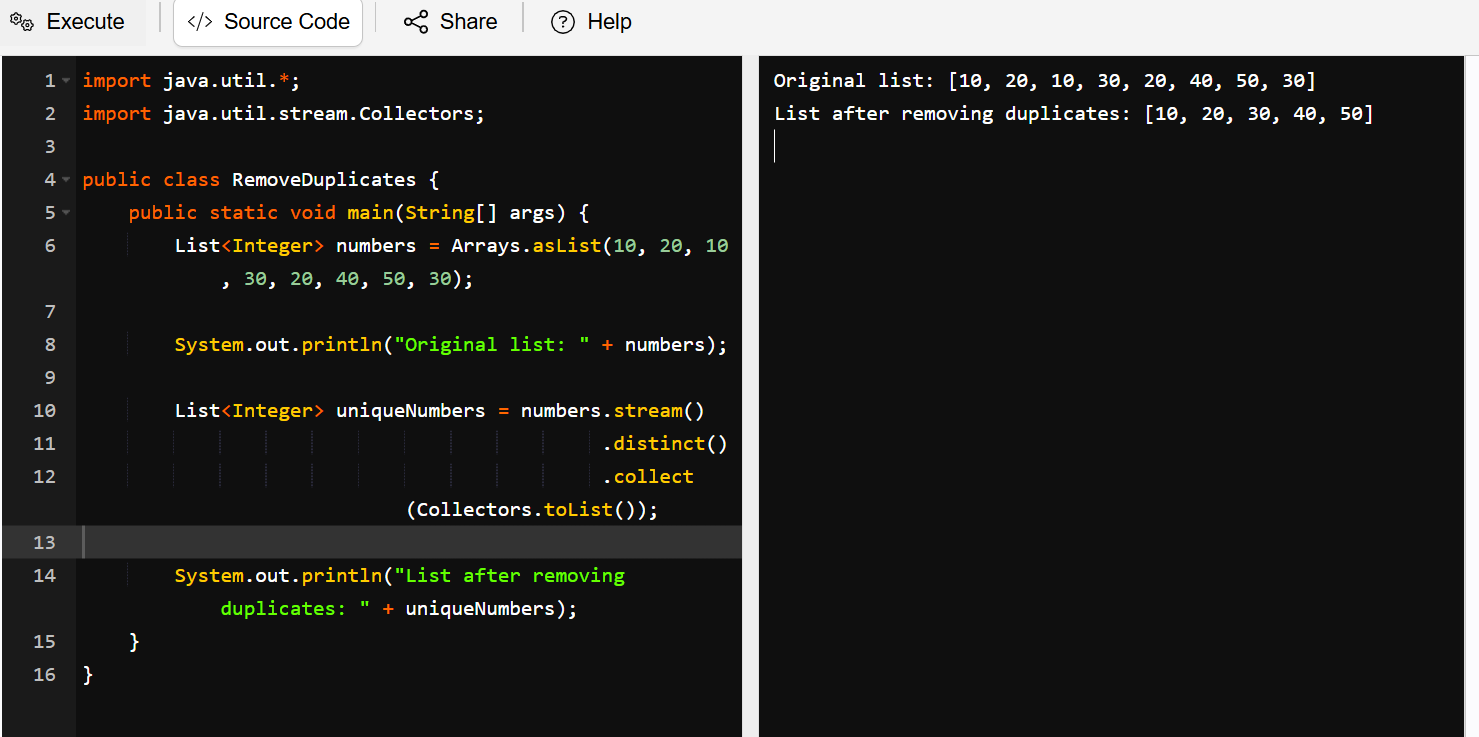 Execute </> Source Code Share ? Help
1 import java.util.*;
2 import java.util.stream.Collectors;
3
4 public class RemoveDuplicates {
5     public static void main(String[] args) {
6         List<Integer> numbers = Arrays.asList(10, 20, 10
            , 30, 20, 40, 50, 30);
7
8         System.out.println("Original list: " + numbers);
9
10         List<Integer> uniqueNumbers = numbers.stream()
11                                              .distinct()
12                                              .collect
                            (Collectors.toList());
13
14         System.out.println("List after removing
            duplicates: " + uniqueNumbers);
15     }
16 }
Original list: [10, 20, 10, 30, 20, 40, 50, 30]
List after removing duplicates: [10, 20, 30, 40, 50]